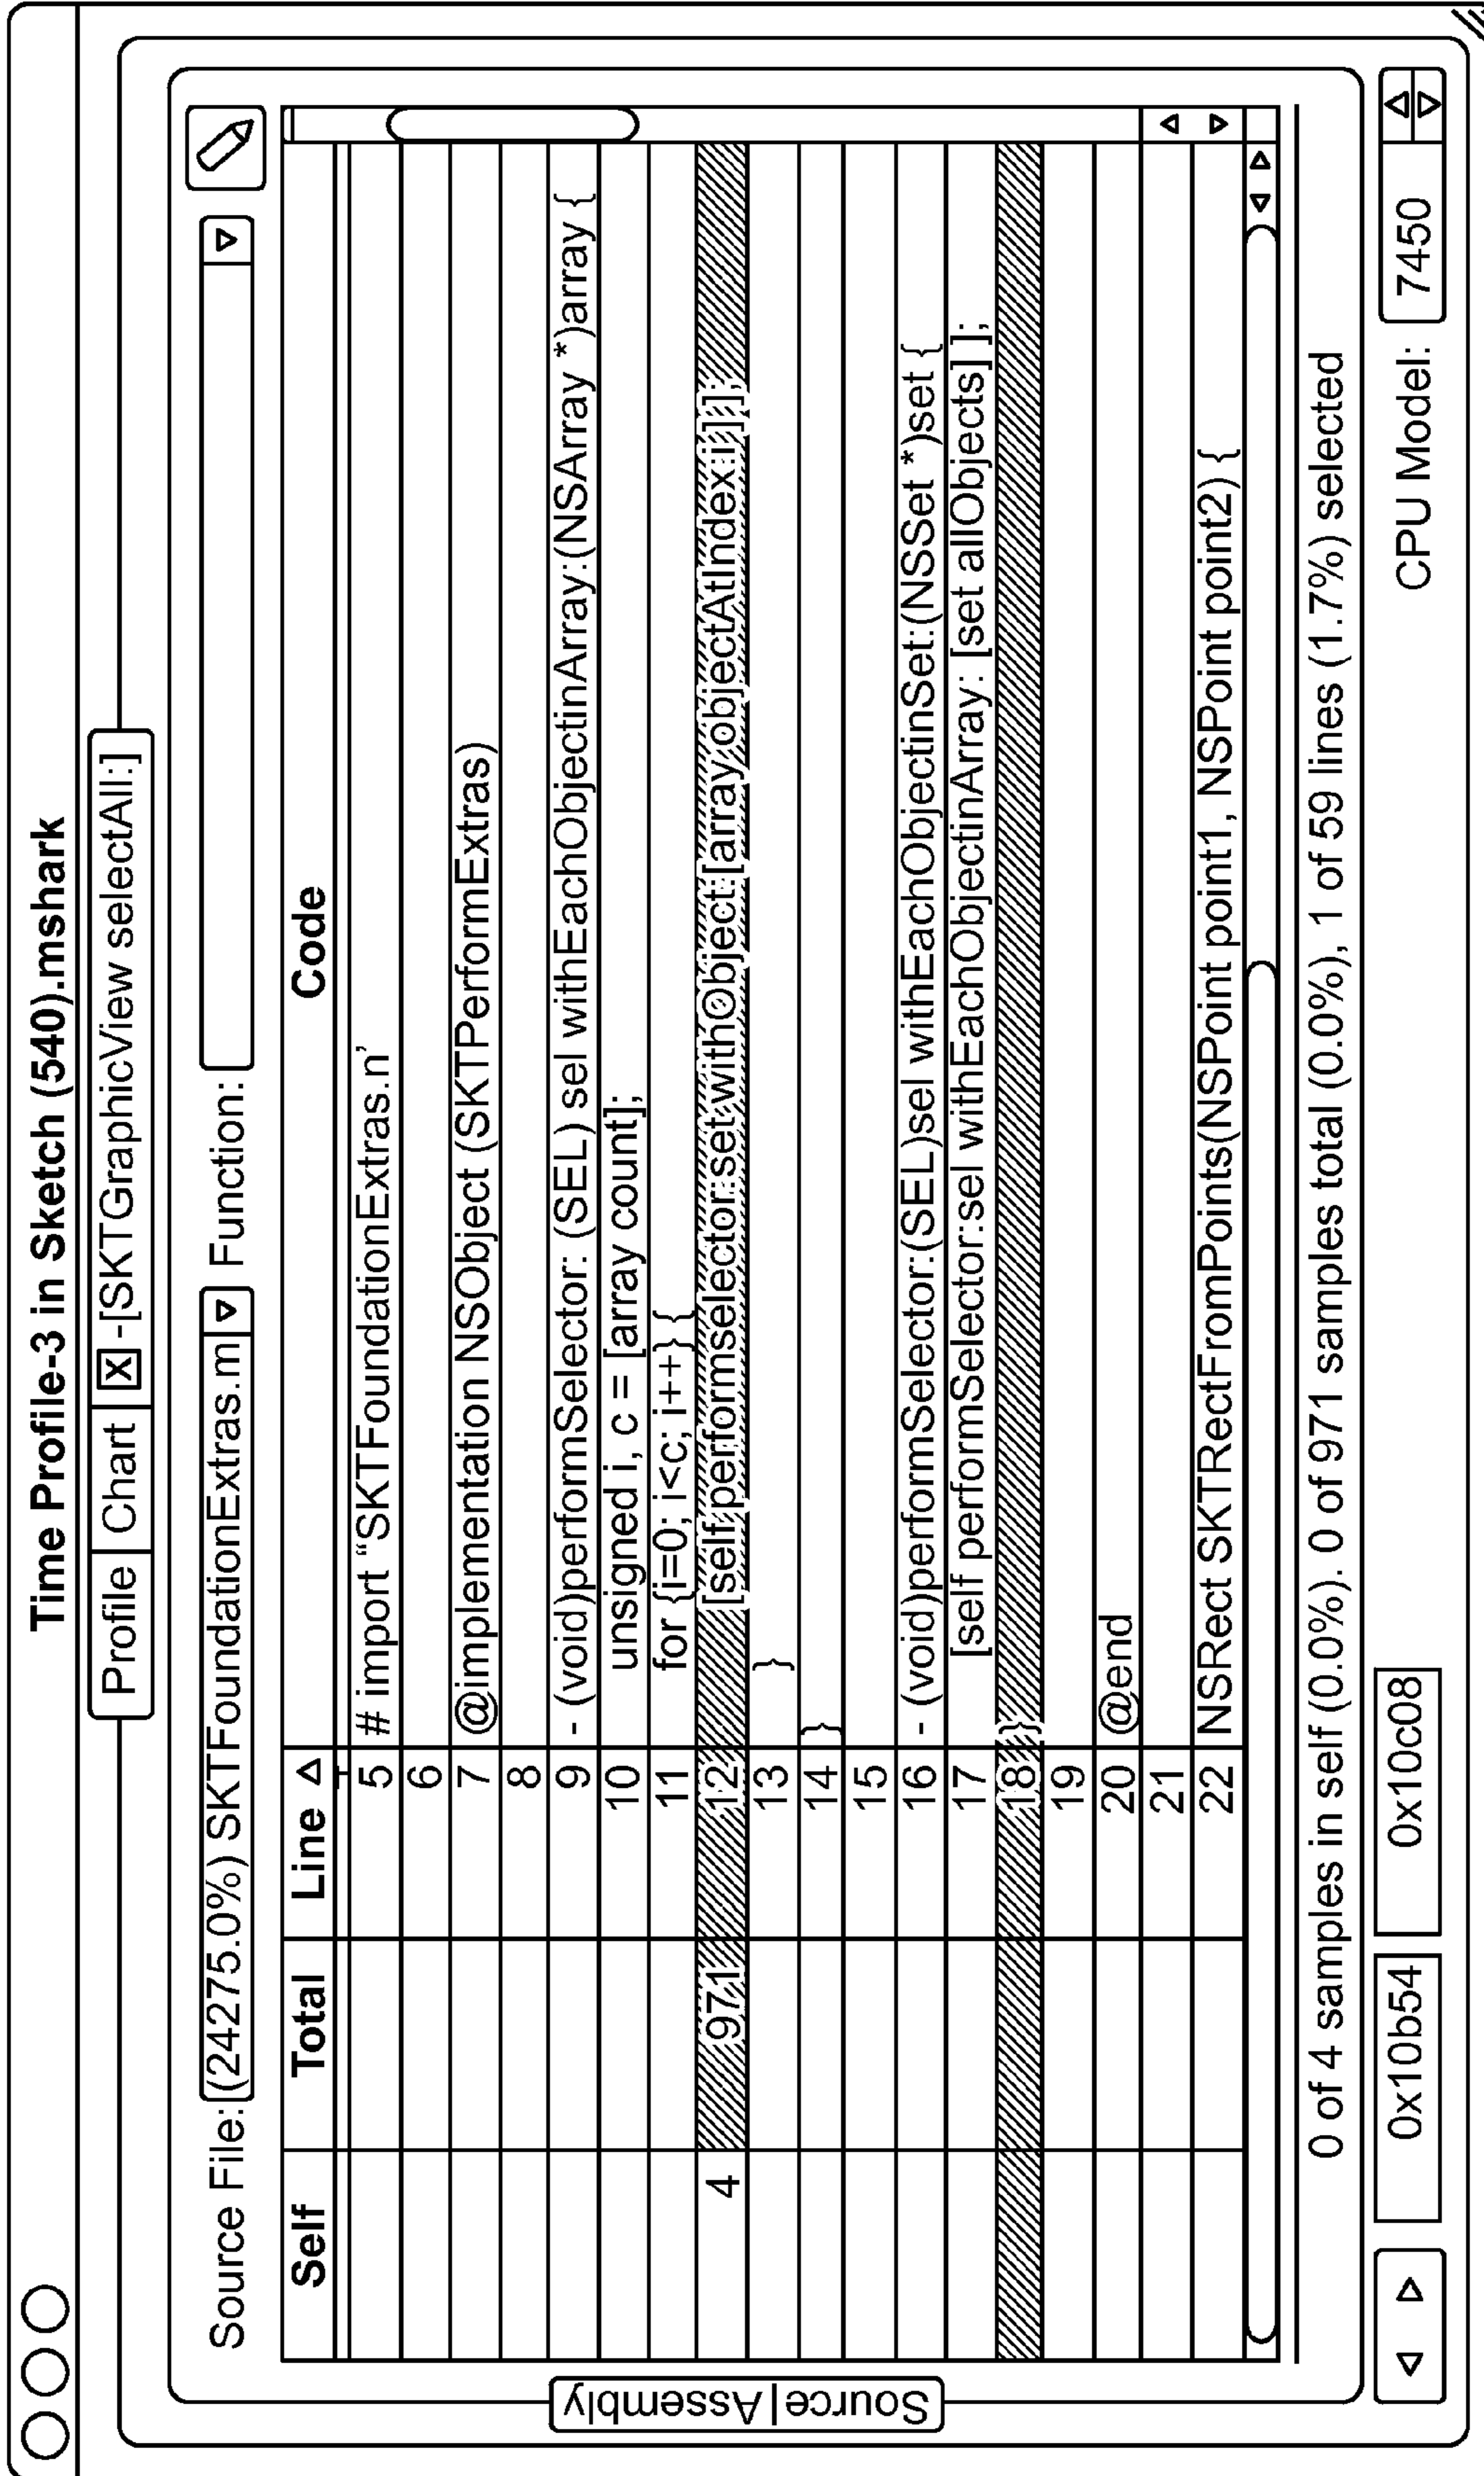 Time Profile-3 in Sketch (540).mshark
Profile Chart X -[SKTGraphicView selectAll:]
Source File: (24275.0%) SKTFoundationExtras.m Function:
Self Total Line Code
5 # import “SKTFoundationExtras.n’
6
7 @implementation NSObject (SKTPerformExtras)
8
9 - (void)performSelector: (SEL) sel withEachObjectinArray:(NSArray *)array {
10 unsigned i, c = [array count];
11 for {i=0; i<c; i++} {
4 971 12 [self performselector:set withObject:[array objectAtIndex:i]];
13 }
14 }
15
16 - (void)performSelector:(SEL)sel withEachObjectinSet:(NSSet *)set {
17 [self performSelector:sel withEachObjectinArray: [set allObjects] ];
18 }
19
20 @end
21
22 NSRect SKTRectFromPoints(NSPoint point1, NSPoint point2) {
Source Assembly
0 of 4 samples in self (0.0%). 0 of 971 samples total (0.0%), 1 of 59 lines (1.7%) selected
0x10b54 0x10c08 CPU Model: 7450